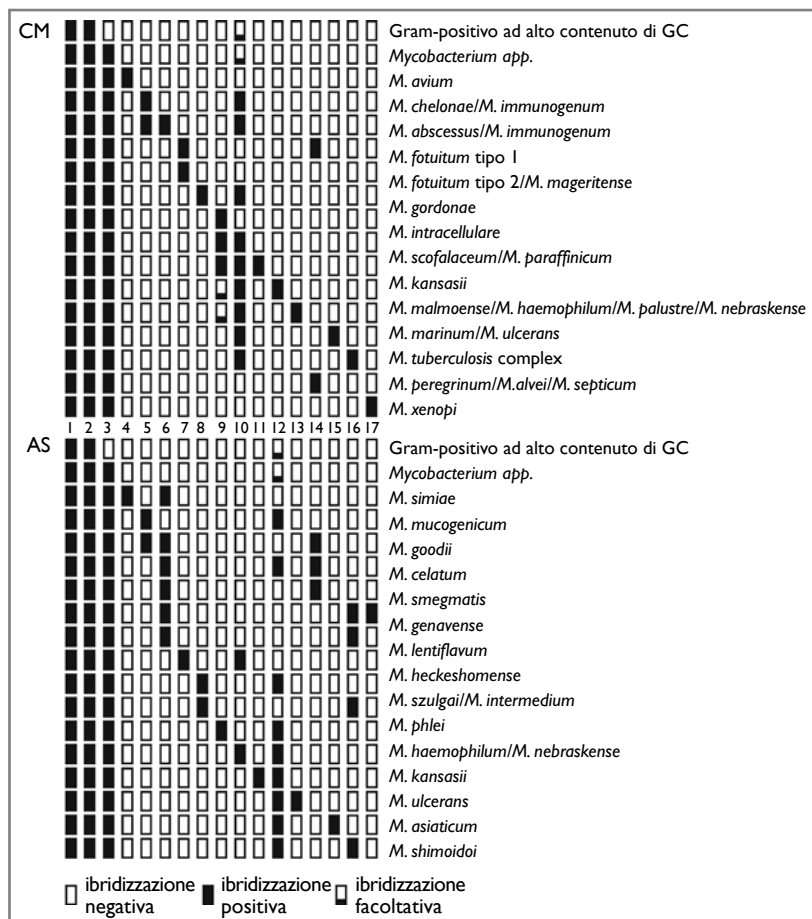 CM
Gram-positivo ad alto contenuto di GC
Mycobacterium app.
M. avium
M. chelonae/M. immunogenum
M. abscessus/M. immunogenum
M. fotuitum tipo 1
M. fotuitum tipo 2/M. mageritense
M. gordonae
M. intracellulare
M. scofalaceum/M. paraffinicum
M. kansasii
M. malmoense/M. haemophilum/M. palustre/M. nebraskense
M. marinum/M. ulcerans
M. tuberculosis complex
M. peregrinum/M.alvei/M. septicum
M. xenopi
1 2 3 4 5 6 7 8 9 10 11 12 13 14 15 16 17
AS
Gram-positivo ad alto contenuto di GC
Mycobacterium app.
M. simiae
M. mucogenicum
M. goodii
M. celatum
M. smegmatis
M. genavense
M. lentiflavum
M. heckeshomense
M. szulgai/M. intermedium
M. phlei
M. haemophilum/M. nebraskense
M. kansasii
M. ulcerans
M. asiaticum
M. shimoidoi
ibridizzazione negativa
ibridizzazione positiva
ibridizzazione facoltativa